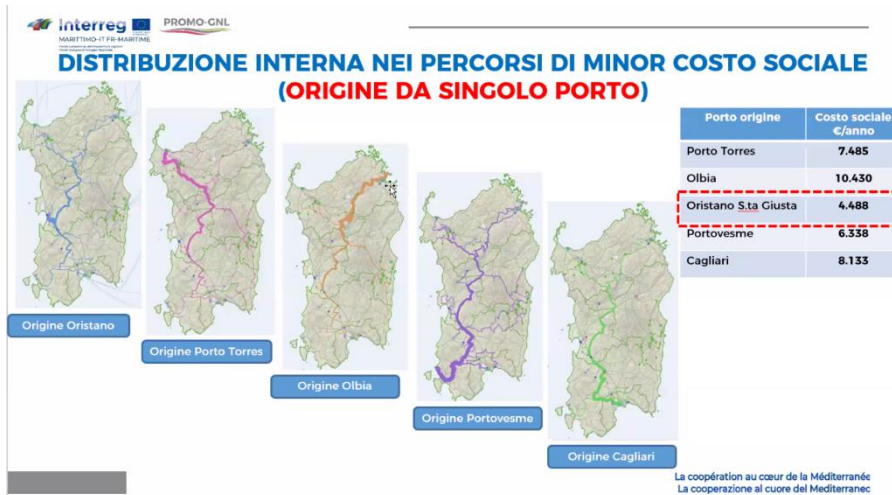 Interreg
PROMO-GNL
MARITTIMO-IT FR-MARITIME
DISTRIBUZIONE INTERNA NEI PERCORSI DI MINOR COSTO SOCIALE
(ORIGINE DA SINGOLO PORTO)
Porto origine Costo sociale
€/anno
Porto Torres 7.485
Olbia 10.430
Oristano S.ta Giusta 4.488
Portovesme 6.338
Cagliari 8.133
Origine Oristano
Origine Porto Torres
Origine Olbia
Origine Portovesme
Origine Cagliari
La coopération au cœur de la Méditerranée
La cooperazione al cuore del Mediterraneo